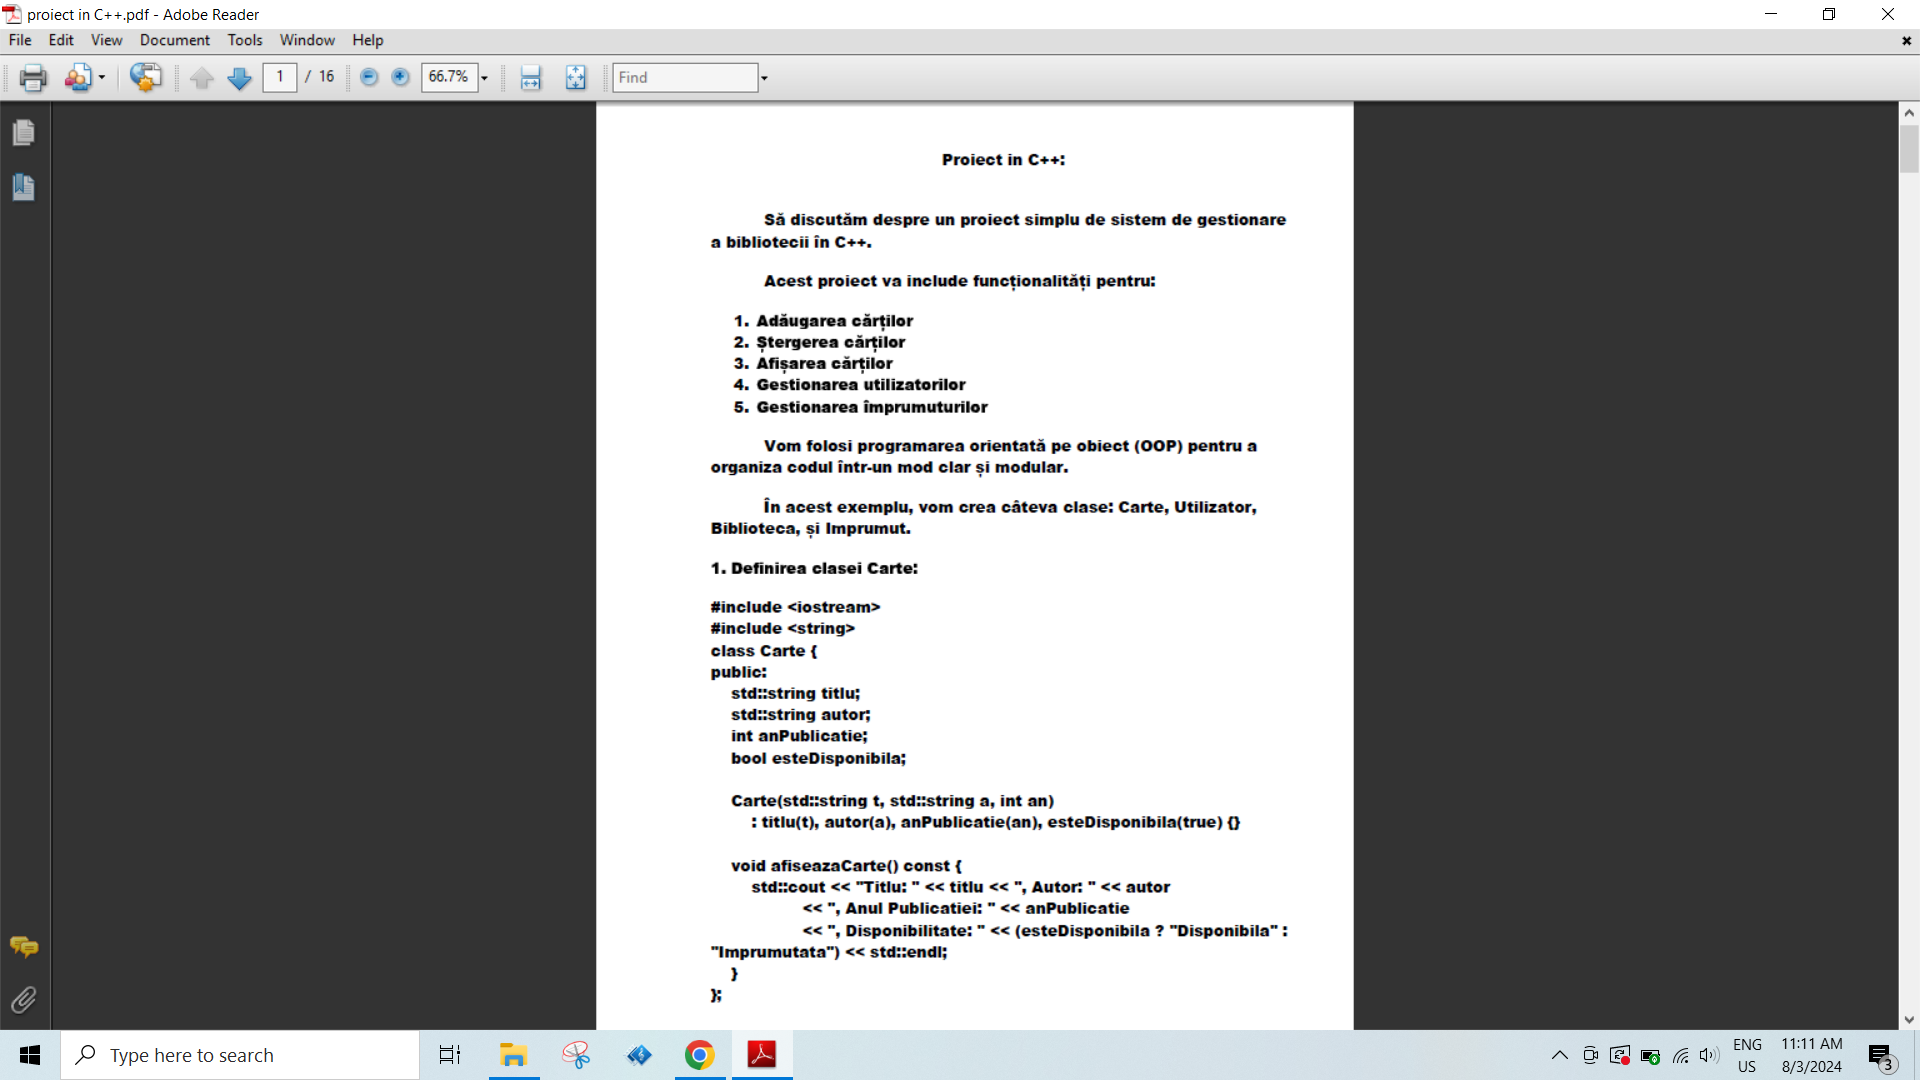 proiect in C++.pdf - Adobe Reader
File Edit View Document Tools Window Help
1 / 16 66.7% Find
Proiect in C++:
Să discutăm despre un proiect simplu de sistem de gestionare
a bibliotecii în C++.
Acest proiect va include funcționalități pentru:
1. Adăugarea cărților
2. Ștergerea cărților
3. Afișarea cărților
4. Gestionarea utilizatorilor
5. Gestionarea împrumuturilor
Vom folosi programarea orientată pe obiect (OOP) pentru a
organiza codul într-un mod clar și modular.
În acest exemplu, vom crea câteva clase: Carte, Utilizator,
Biblioteca, și Imprumut.
1. Definirea clasei Carte:
#include <iostream>
#include <string>
class Carte {
public:
std::string titlu;
std::string autor;
int anPublicatie;
bool esteDisponibila;
Carte(std::string t, std::string a, int an)
: titlu(t), autor(a), anPublicatie(an), esteDisponibila(true) {}
void afiseazaCarte() const {
std::cout << "Titlu: " << titlu << ", Autor: " << autor
<< ", Anul Publicatiei: " << anPublicatie
<< ", Disponibilitate: " << (esteDisponibila ? "Disponibila" :
"Imprumutata") << std::endl;
}
};
Type here to search
ENG
US
11:11 AM
8/3/2024
3